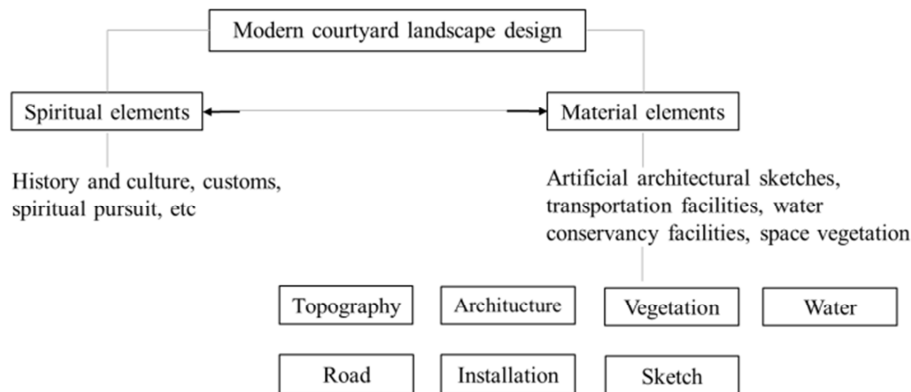 Modern courtyard landscape design
Spiritual elements
Material elements
History and culture, customs,
spiritual pursuit, etc
Artificial architectural sketches,
transportation facilities, water
conservancy facilities, space vegetation
Topography
Architucture
Vegetation
Water
Road
Installation
Sketch